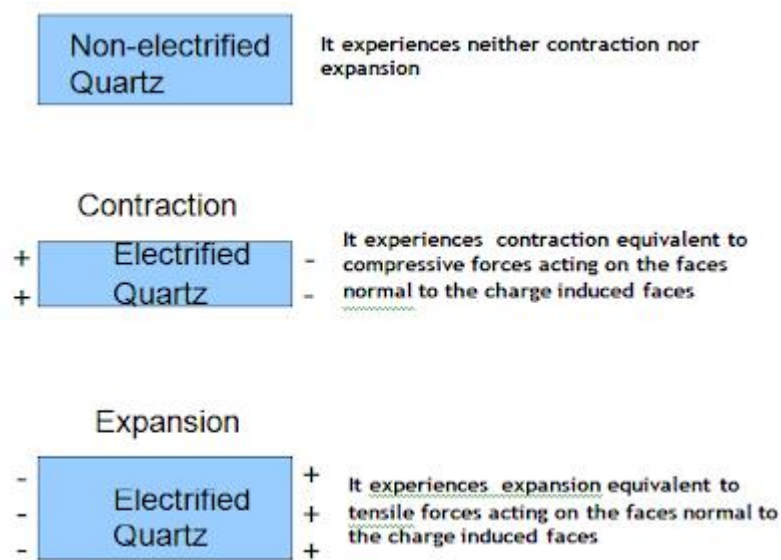 Non-electrified
Quartz
It experiences neither contraction nor
expansion
Contraction
+ Electrified -
+ Quartz -
It experiences contraction equivalent to
compressive forces acting on the faces
normal to the charge induced faces
Expansion
- +
- Electrified +
- Quartz +
It experiences expansion equivalent to
tensile forces acting on the faces normal to
the charge induced faces